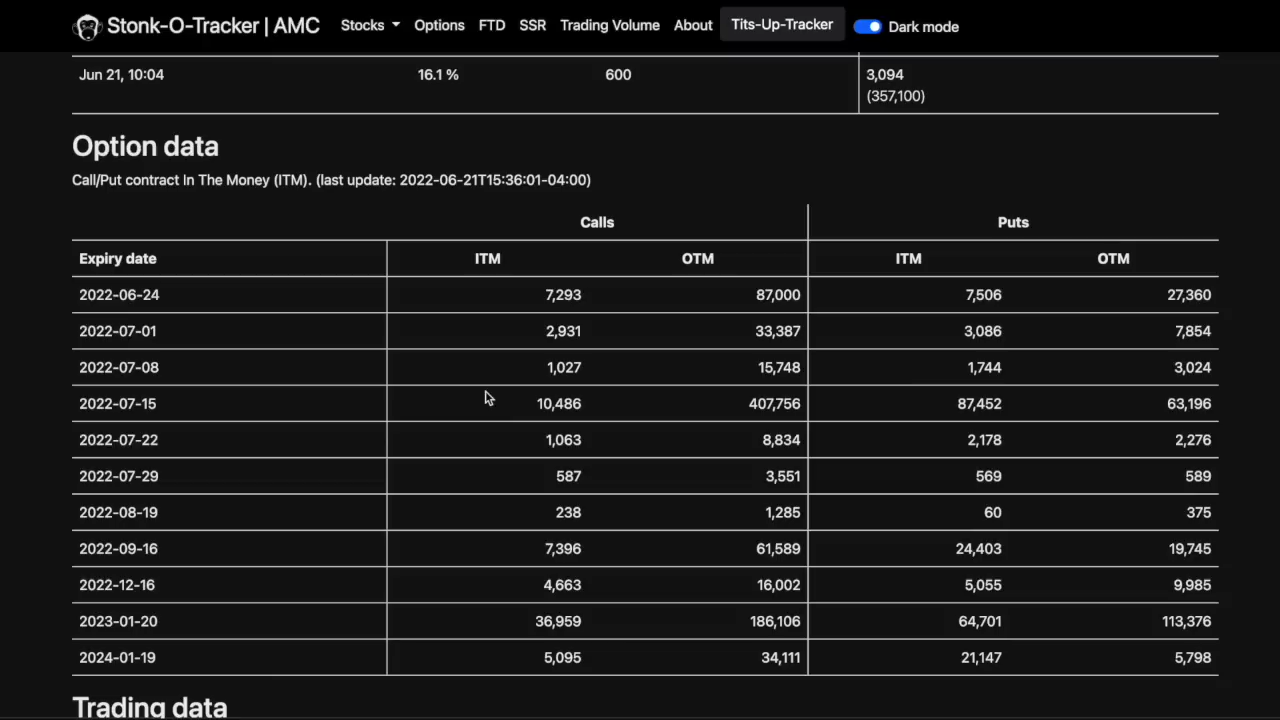 Stonk-O-Tracker | AMC Stocks Options FTD SSR Trading Volume About Tits-Up-Tracker Dark mode
Jun 21, 10:04 16.1 % 600 3,094
(357,100)
Option data
Call/Put contract In The Money (ITM). (last update: 2022-06-21T15:36:01-04:00)
Calls Puts
Expiry date ITM OTM ITM OTM
2022-06-24 7,293 87,000 7,506 27,360
2022-07-01 2,931 33,387 3,086 7,854
2022-07-08 1,027 15,748 1,744 3,024
2022-07-15 10,486 407,756 87,452 63,196
2022-07-22 1,063 8,834 2,178 2,276
2022-07-29 587 3,551 569 589
2022-08-19 238 1,285 60 375
2022-09-16 7,396 61,589 24,403 19,745
2022-12-16 4,663 16,002 5,055 9,985
2023-01-20 36,959 186,106 64,701 113,376
2024-01-19 5,095 34,111 21,147 5,798
Trading data